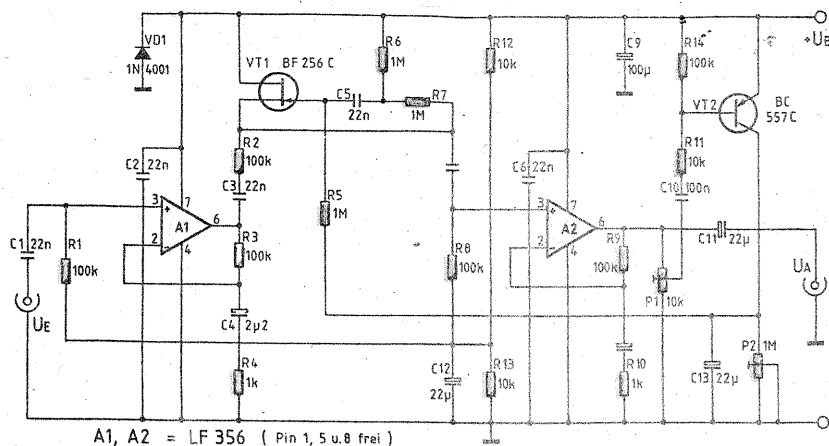 VD1
1N 4001
VT1
BF 256 C
R6
1M
C5
22n
R7
1M
R12
10k
C9
100µ
R14
100k
+UB
VT2
BC
557C
R2
100k
C2
22n
C3
22n
R5
1M
C6
22n
R11
10k
C10
100n
C1
22n
R1
100k
3
7
+
A1
6
2
-
4
R3
100k
R8
100k
3
7
+
A2
6
2
-
4
R9
100k
C11
22µ
UE
UA
P1
10k
C4
2µ2
R4
1k
C12
22µ
R13
10k
R10
1k
C13
22µ
P2
1M
A1, A2 = LF 356 ( Pin 1, 5 u. 8 frei )